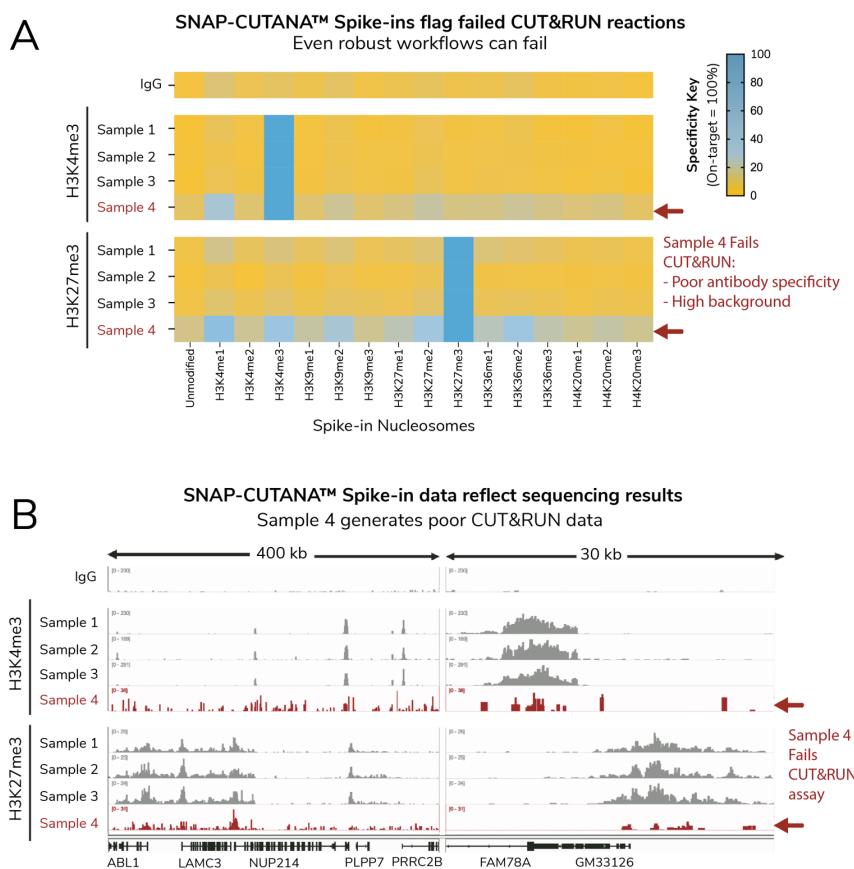 A
SNAP-CUTANA™ Spike-ins flag failed CUT&RUN reactions
Even robust workflows can fail
IgG
H3K4me3
Sample 1
Sample 2
Sample 3
Sample 4
H3K27me3
Sample 1
Sample 2
Sample 3
Sample 4
Specificity Key
(On-target = 100%)
100
80
60
40
20
0
Sample 4 Fails
CUT&RUN:
- Poor antibody specificity
- High background
Unmodified
H3K4me1
H3K4me2
H3K4me3
H3K9me1
H3K9me2
H3K9me3
H3K27me1
H3K27me2
H3K27me3
H3K36me1
H3K36me2
H3K36me3
H4K20me1
H4K20me2
H4K20me3
Spike-in Nucleosomes
B
SNAP-CUTANA™ Spike-in data reflect sequencing results
Sample 4 generates poor CUT&RUN data
400 kb
30 kb
IgG
[0 - 200]
[0 - 200]
H3K4me3
Sample 1
Sample 2
Sample 3
Sample 4
H3K27me3
Sample 1
Sample 2
Sample 3
Sample 4
Sample 4
Fails
CUT&RUN
assay
ABL1
LAMC3
NUP214
PLPP7
PRRC2B
FAM78A
GM33126